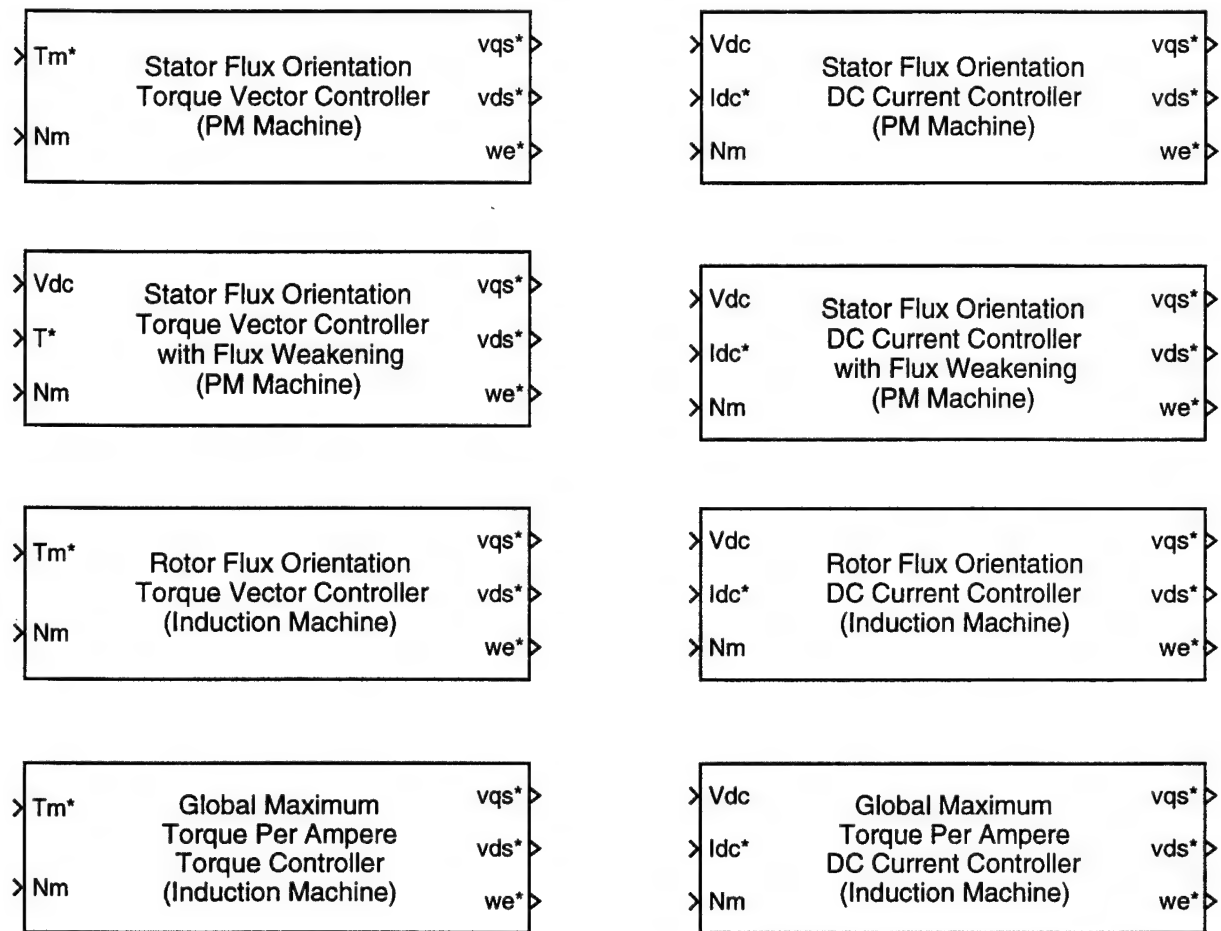 Tm*
Nm
Stator Flux Orientation
Torque Vector Controller
(PM Machine)
vqs*
vds*
we*
Vdc
Idc*
Nm
Stator Flux Orientation
DC Current Controller
(PM Machine)
vqs*
vds*
we*
Vdc
T*
Nm
Stator Flux Orientation
Torque Vector Controller
with Flux Weakening
(PM Machine)
vqs*
vds*
we*
Vdc
Idc*
Nm
Stator Flux Orientation
DC Current Controller
with Flux Weakening
(PM Machine)
vqs*
vds*
we*
Tm*
Nm
Rotor Flux Orientation
Torque Vector Controller
(Induction Machine)
vqs*
vds*
we*
Vdc
Idc*
Nm
Rotor Flux Orientation
DC Current Controller
(Induction Machine)
vqs*
vds*
we*
Tm*
Nm
Global Maximum
Torque Per Ampere
Torque Controller
(Induction Machine)
vqs*
vds*
we*
Vdc
Idc*
Nm
Global Maximum
Torque Per Ampere
DC Current Controller
(Induction Machine)
vqs*
vds*
we*